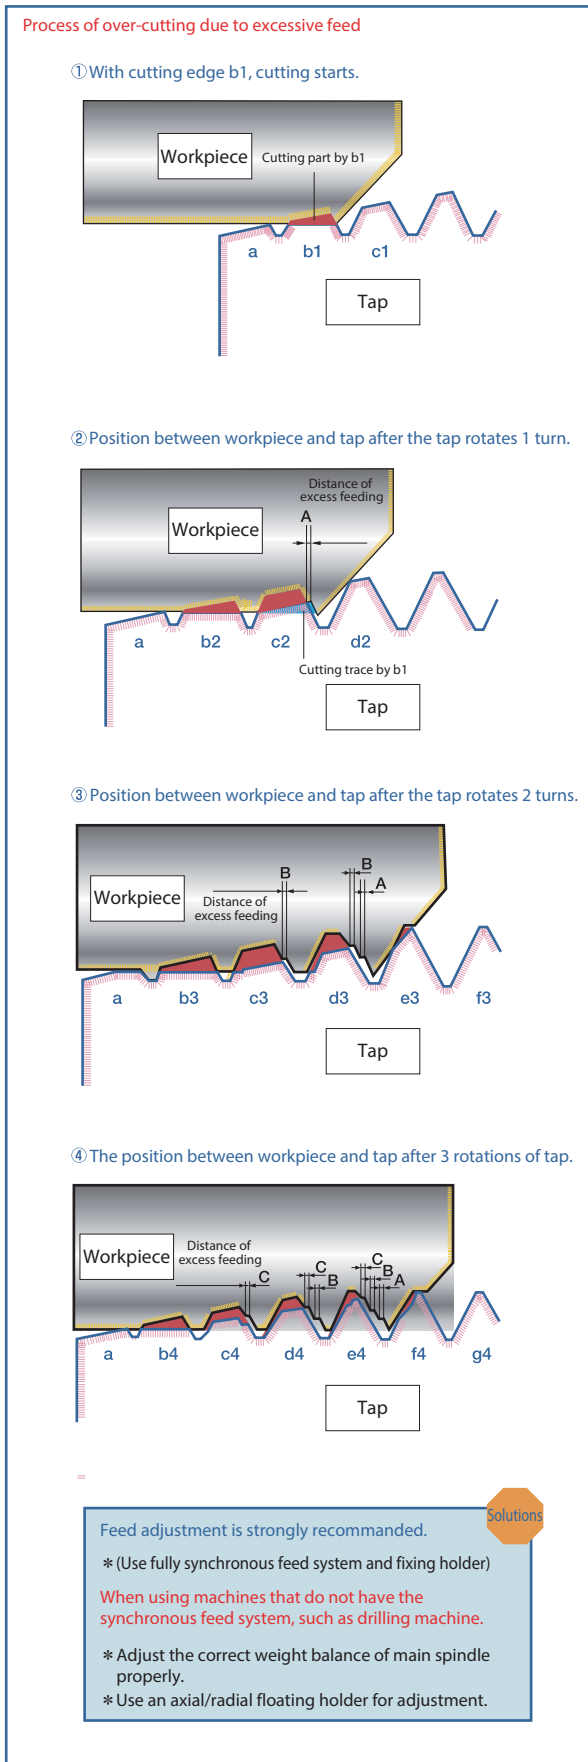 Process of over-cutting due to excessive feed
①With cutting edge b1, cutting starts.
Workpiece
Cutting part by b1
a b1 c1
Tap
②Position between workpiece and tap after the tap rotates 1 turn.
Distance of
excess feeding
Workpiece
A
a b2 c2 d2
Cutting trace by b1
Tap
③Position between workpiece and tap after the tap rotates 2 turns.
B
B
A
Workpiece
Distance of
excess feeding
a b3 c3 d3 e3 f3
Tap
④The position between workpiece and tap after 3 rotations of tap.
Workpiece
Distance of
excess feeding
C
C
B
C
B
A
a b4 c4 d4 e4 f4 g4
Tap
Solutions
Feed adjustment is strongly recommanded.
＊(Use fully synchronous feed system and fixing holder)
When using machines that do not have the
synchronous feed system, such as drilling machine.
＊Adjust the correct weight balance of main spindle
properly.
＊Use an axial/radial floating holder for adjustment.